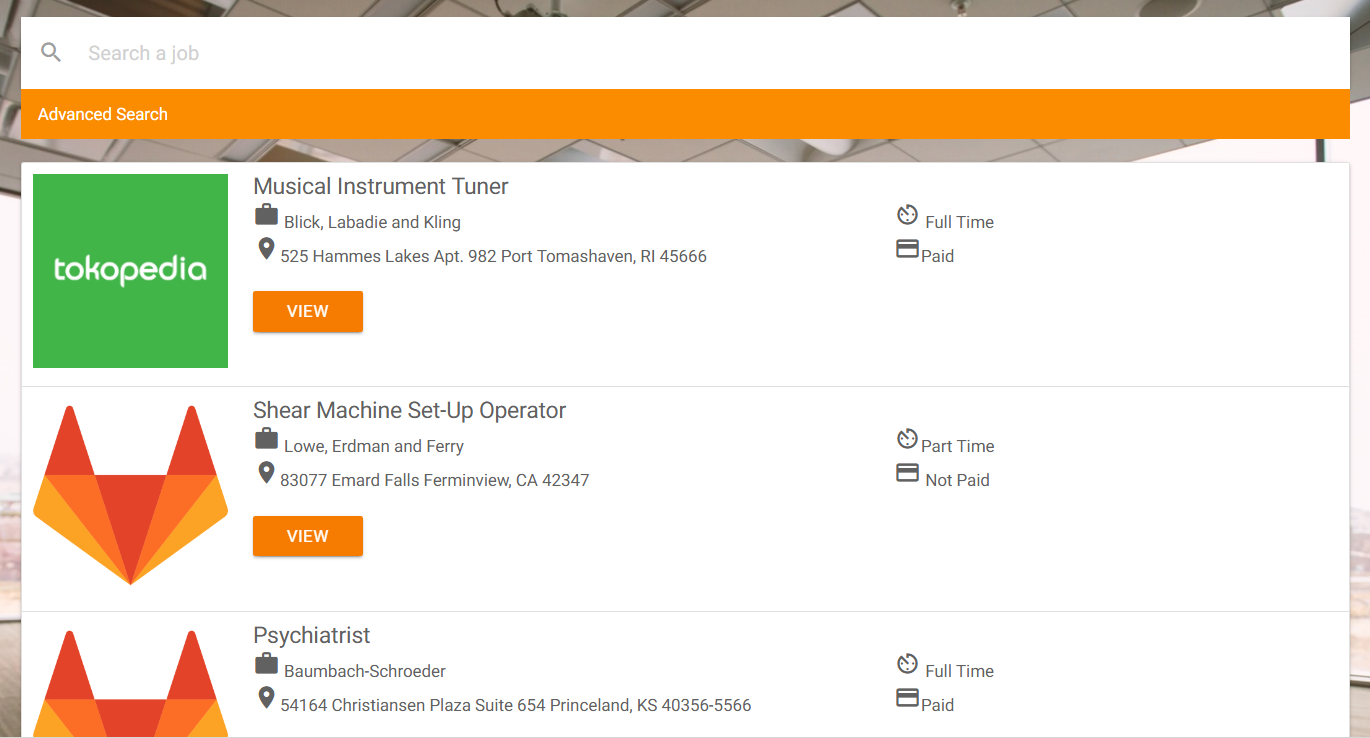 Search a job
Advanced Search
tokopedia
Musical Instrument Tuner
Blick, Labadie and Kling
Full Time
525 Hammes Lakes Apt. 982 Port Tomashaven, RI 45666
Paid
VIEW
Shear Machine Set-Up Operator
Lowe, Erdman and Ferry
Part Time
83077 Emard Falls Ferminview, CA 42347
Not Paid
VIEW
Psychiatrist
Baumbach-Schroeder
Full Time
54164 Christiansen Plaza Suite 654 Princeland, KS 40356-5566
Paid